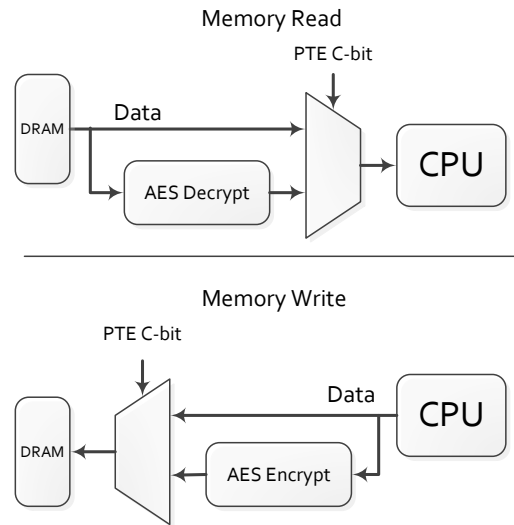 Memory Read
PTE C-bit
DRAM
Data
AES Decrypt
CPU
Memory Write
PTE C-bit
DRAM
Data
AES Encrypt
CPU